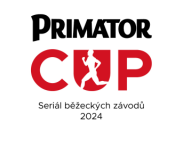 PRIMATOR
CUP
Seriál běžeckých závodů
2024